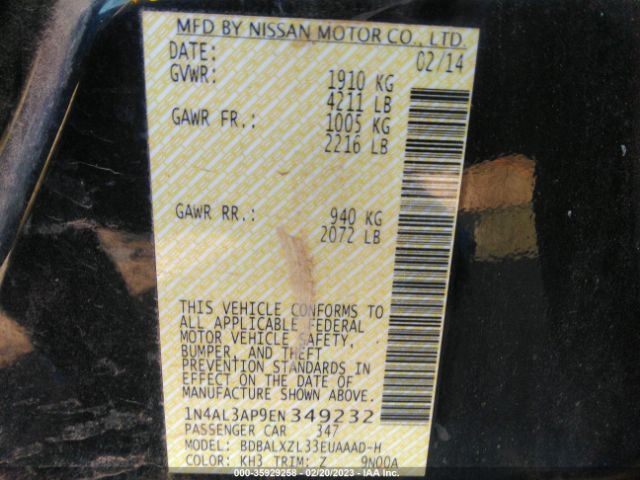 MFD BY NISSAN MOTOR CO., LTD.
DATE: 02/14
GVWR: 1910 KG
4211 LB
GAWR FR.: 1005 KG
2216 LB
GAWR RR.: 940 KG
2072 LB
THIS VEHICLE CONFORMS TO
ALL APPLICABLE FEDERAL
MOTOR VEHICLE SAFETY,
BUMPER, AND THEFT
PREVENTION STANDARDS IN
EFFECT ON THE DATE OF
MANUFACTURE SHOWN ABOVE.
1N4AL3AP9EN349232
PASSENGER CAR 347
MODEL: BDBALXZL33EUAAAD-H
COLOR: KH3 TRIM: Z 9N00A
000-35929258 - 02/20/2023 - IAAI.COM